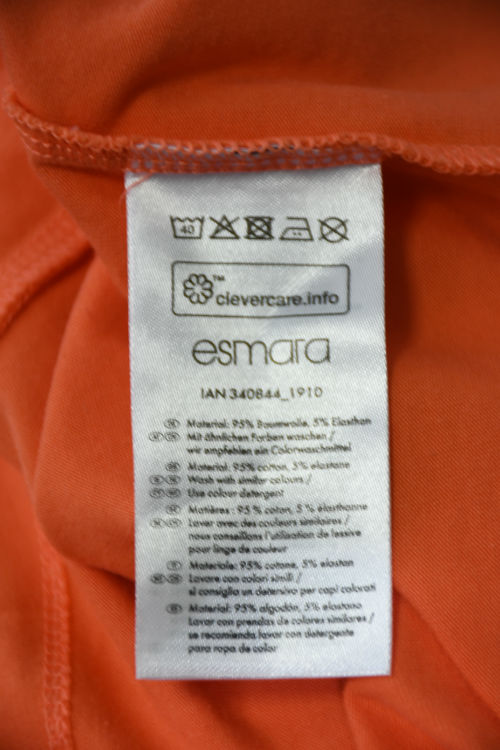 40
clevercare.info™
esmara
IAN 340844_1910
Material: 95% Baumwolle, 5% Elasthan
Mit ähnlichen Farben waschen /
wir empfehlen ein Colorwaschmittel
Material: 95% cotton, 5% elastane
Wash with similar colours /
Use colour detergent
Matières : 95 % coton, 5 % élasthanne
Laver avec des couleurs similaires /
nous conseillons l'utilisation de lessive
pour linge de couleur
Materiale: 95% cotone, 5% elastan
Lavare con colori simili /
si consiglia un detersivo per capi colorati
Material: 95% algodón, 5% elastano
Lavar con prendas de colores similares /
se recomienda lavar con detergente
para ropa de color